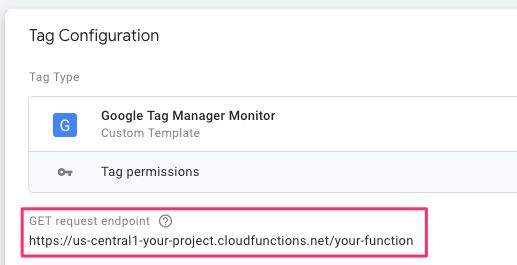 Tag Configuration
Tag Type
G
Google Tag Manager Monitor
Custom Template
Tag permissions
GET request endpoint ?
https://us-central1-your-project.cloudfunctions.net/your-function